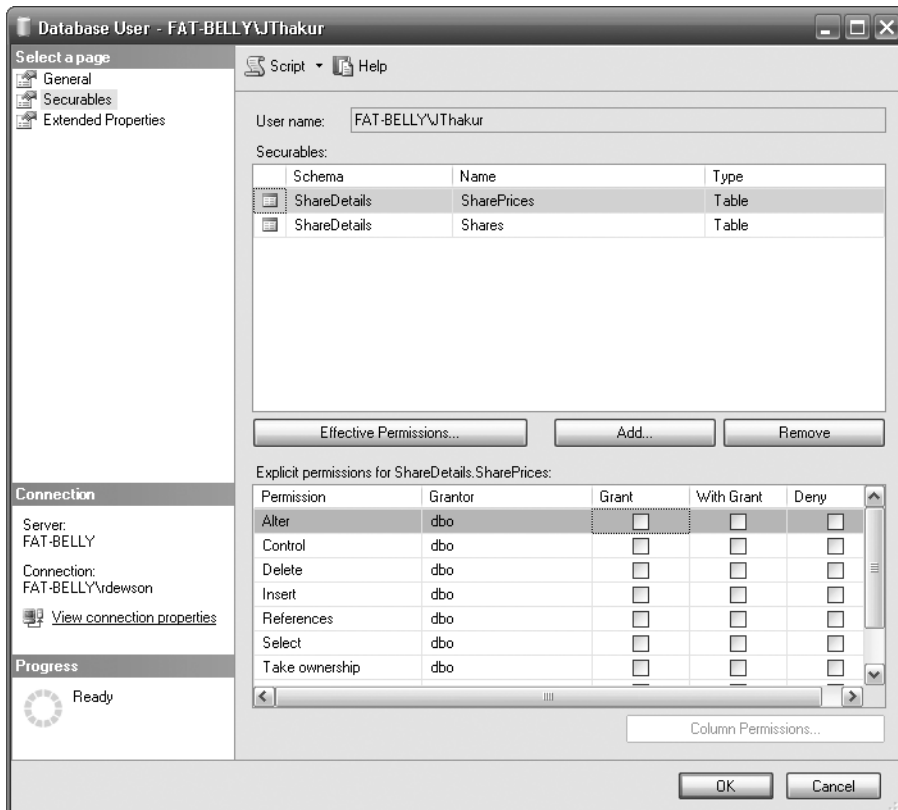 Database User - FAT-BELLY\JThakur
Select a page
General
Securables
Extended Properties
Script
Help
User name: FAT-BELLY\JThakur
Securables:
Schema Name Type
ShareDetails SharePrices Table
ShareDetails Shares Table
Effective Permissions... Add... Remove
Explicit permissions for ShareDetails.SharePrices:
Permission Grantor Grant With Grant Deny
Alter dbo
Control dbo
Delete dbo
Insert dbo
References dbo
Select dbo
Take ownership dbo
Column Permissions...
Connection
Server:
FAT-BELLY
Connection:
FAT-BELLY\rdewson
View connection properties
Progress
Ready
OK Cancel